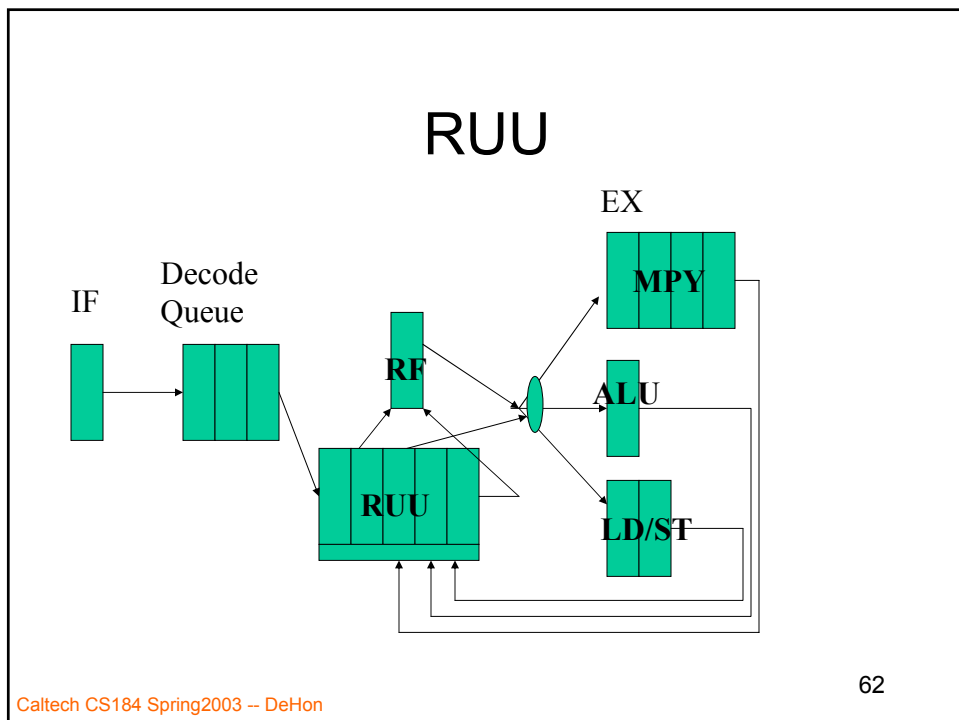 RUU
EX
MPY
Decode
Queue
IF
RF
ALU
RUU
LD/ST
62
Caltech CS184 Spring2003 -- DeHon